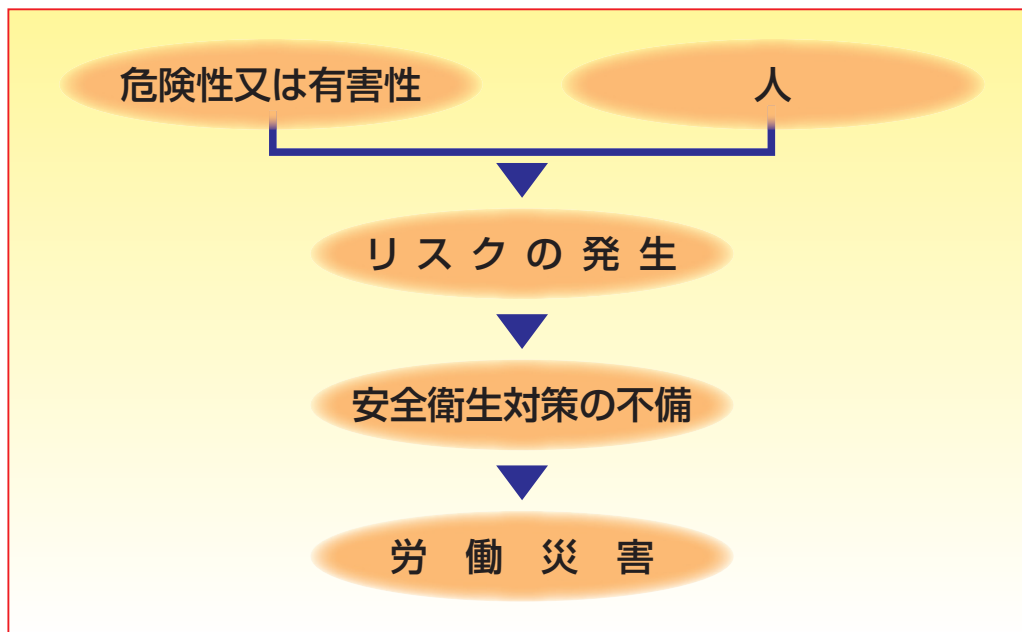 危険性又は有害性
人
リスクの発生
安全衛生対策の不備
労働災害